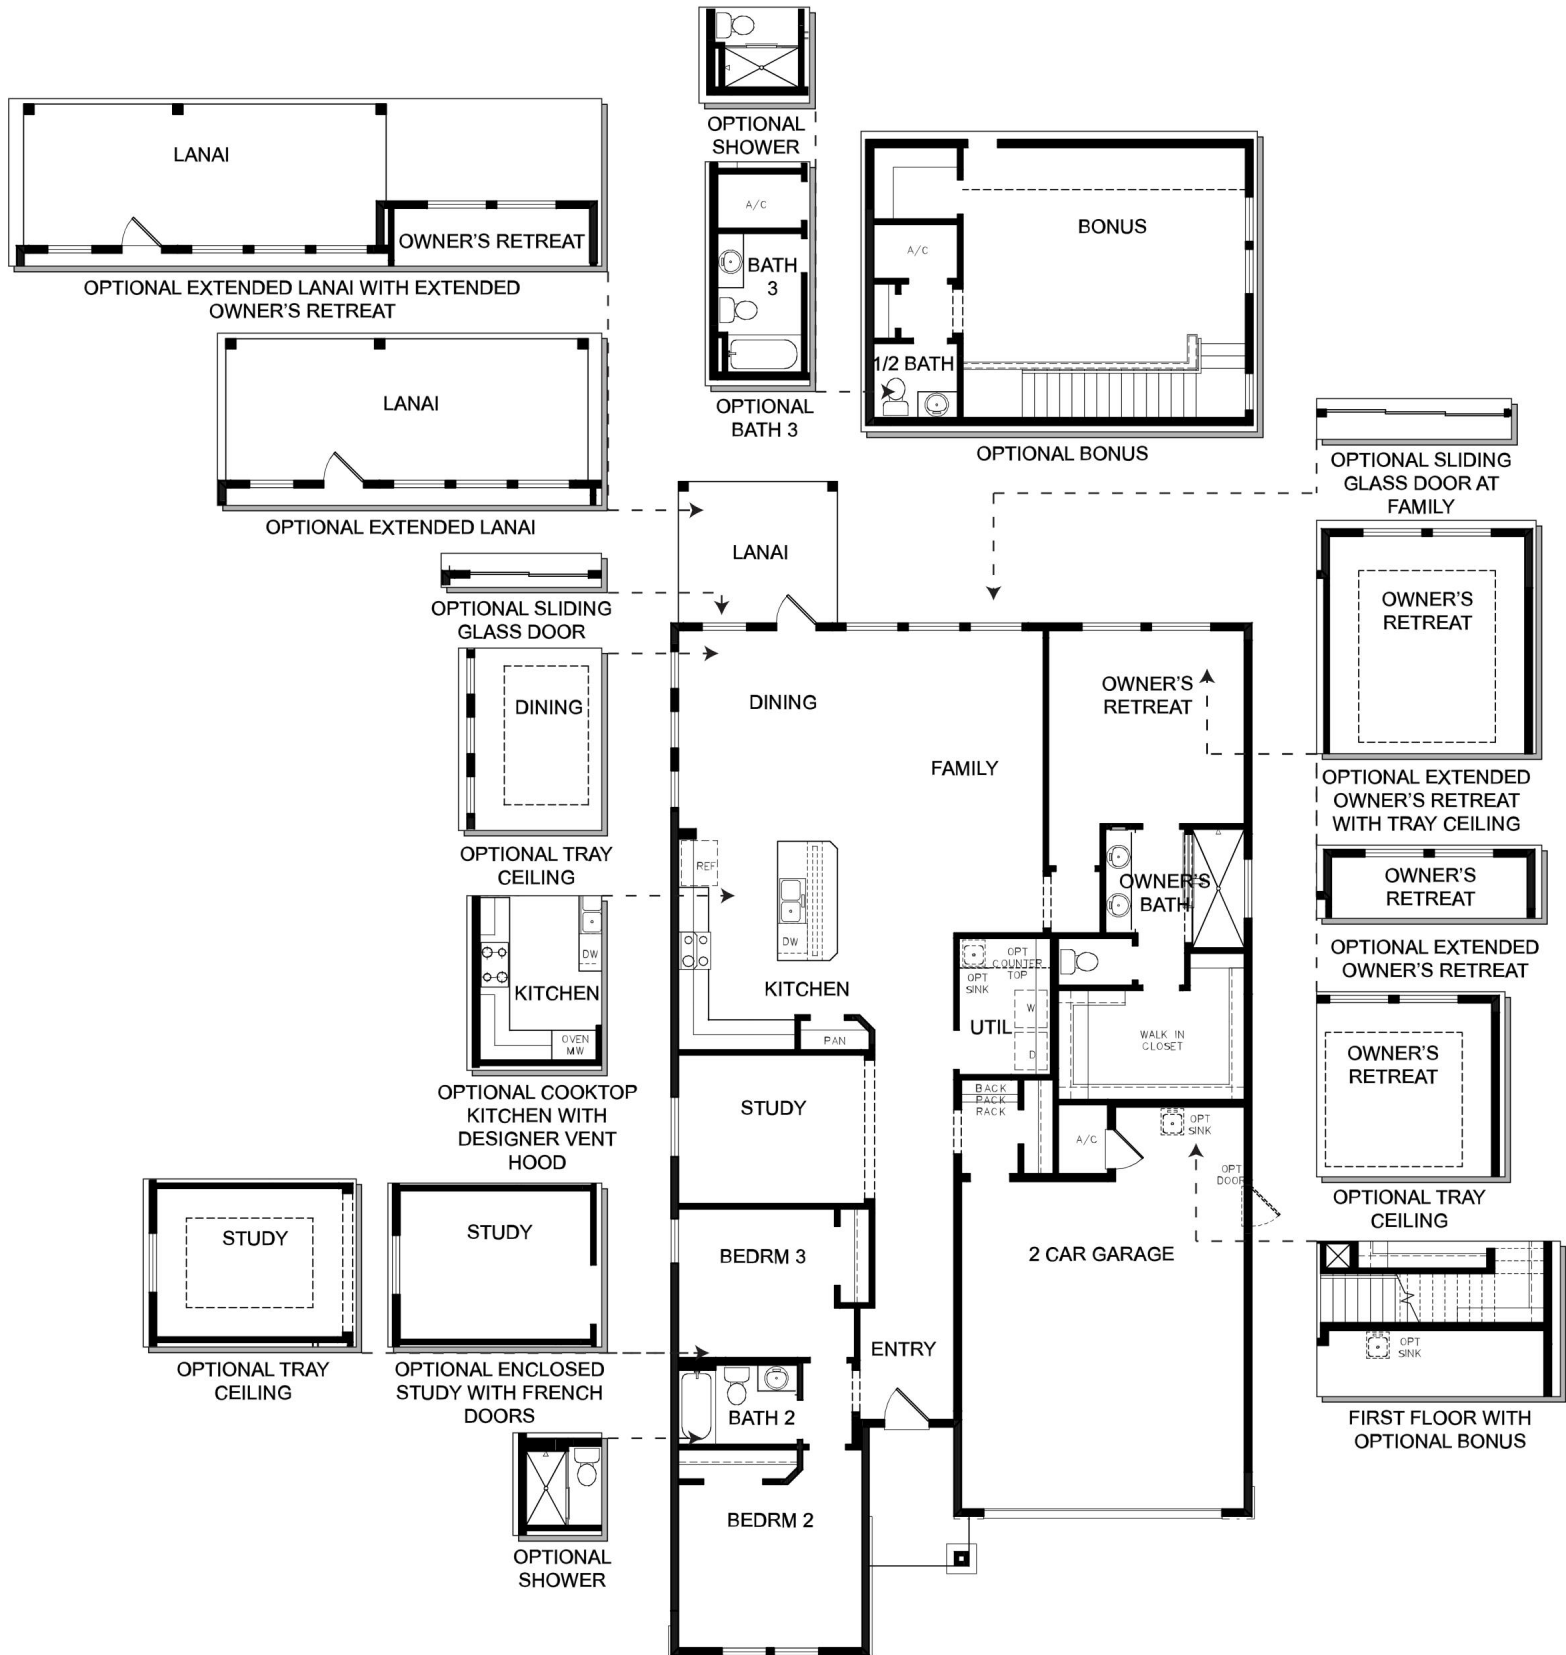 OPTIONAL
SHOWER
LANAI
OWNER'S RETREAT
OPTIONAL EXTENDED LANAI WITH EXTENDED
OWNER'S RETREAT
A/C
BATH
3
OPTIONAL
BATH 3
BONUS
A/C
1/2 BATH
OPTIONAL BONUS
LANAI
OPTIONAL EXTENDED LANAI
OPTIONAL SLIDING
GLASS DOOR AT
FAMILY
LANAI
OPTIONAL SLIDING
GLASS DOOR
OWNER'S
RETREAT
OPTIONAL EXTENDED
OWNER'S RETREAT
WITH TRAY CEILING
DINING
OPTIONAL TRAY
CEILING
DINING
FAMILY
OWNER'S
RETREAT
REF
DW
KITCHEN
PAN
OWNER'S
BATH
OWNER'S
RETREAT
OPTIONAL EXTENDED
OWNER'S RETREAT
DW
KITCHEN
OVEN
MW
OPTIONAL COOKTOP
KITCHEN WITH
DESIGNER VENT
HOOD
OPT
COUNTER
TOP
OPT
SINK
W
UTIL
D
WALK IN
CLOSET
OWNER'S
RETREAT
OPTIONAL TRAY
CEILING
STUDY
BACK
PACK
RACK
A/C
OPT
SINK
OPT
DOOR
STUDY
OPTIONAL TRAY
CEILING
STUDY
OPTIONAL ENCLOSED
STUDY WITH FRENCH
DOORS
BEDRM 3
2 CAR GARAGE
OPT
SINK
FIRST FLOOR WITH
OPTIONAL BONUS
ENTRY
BATH 2
OPTIONAL
SHOWER
BEDRM 2